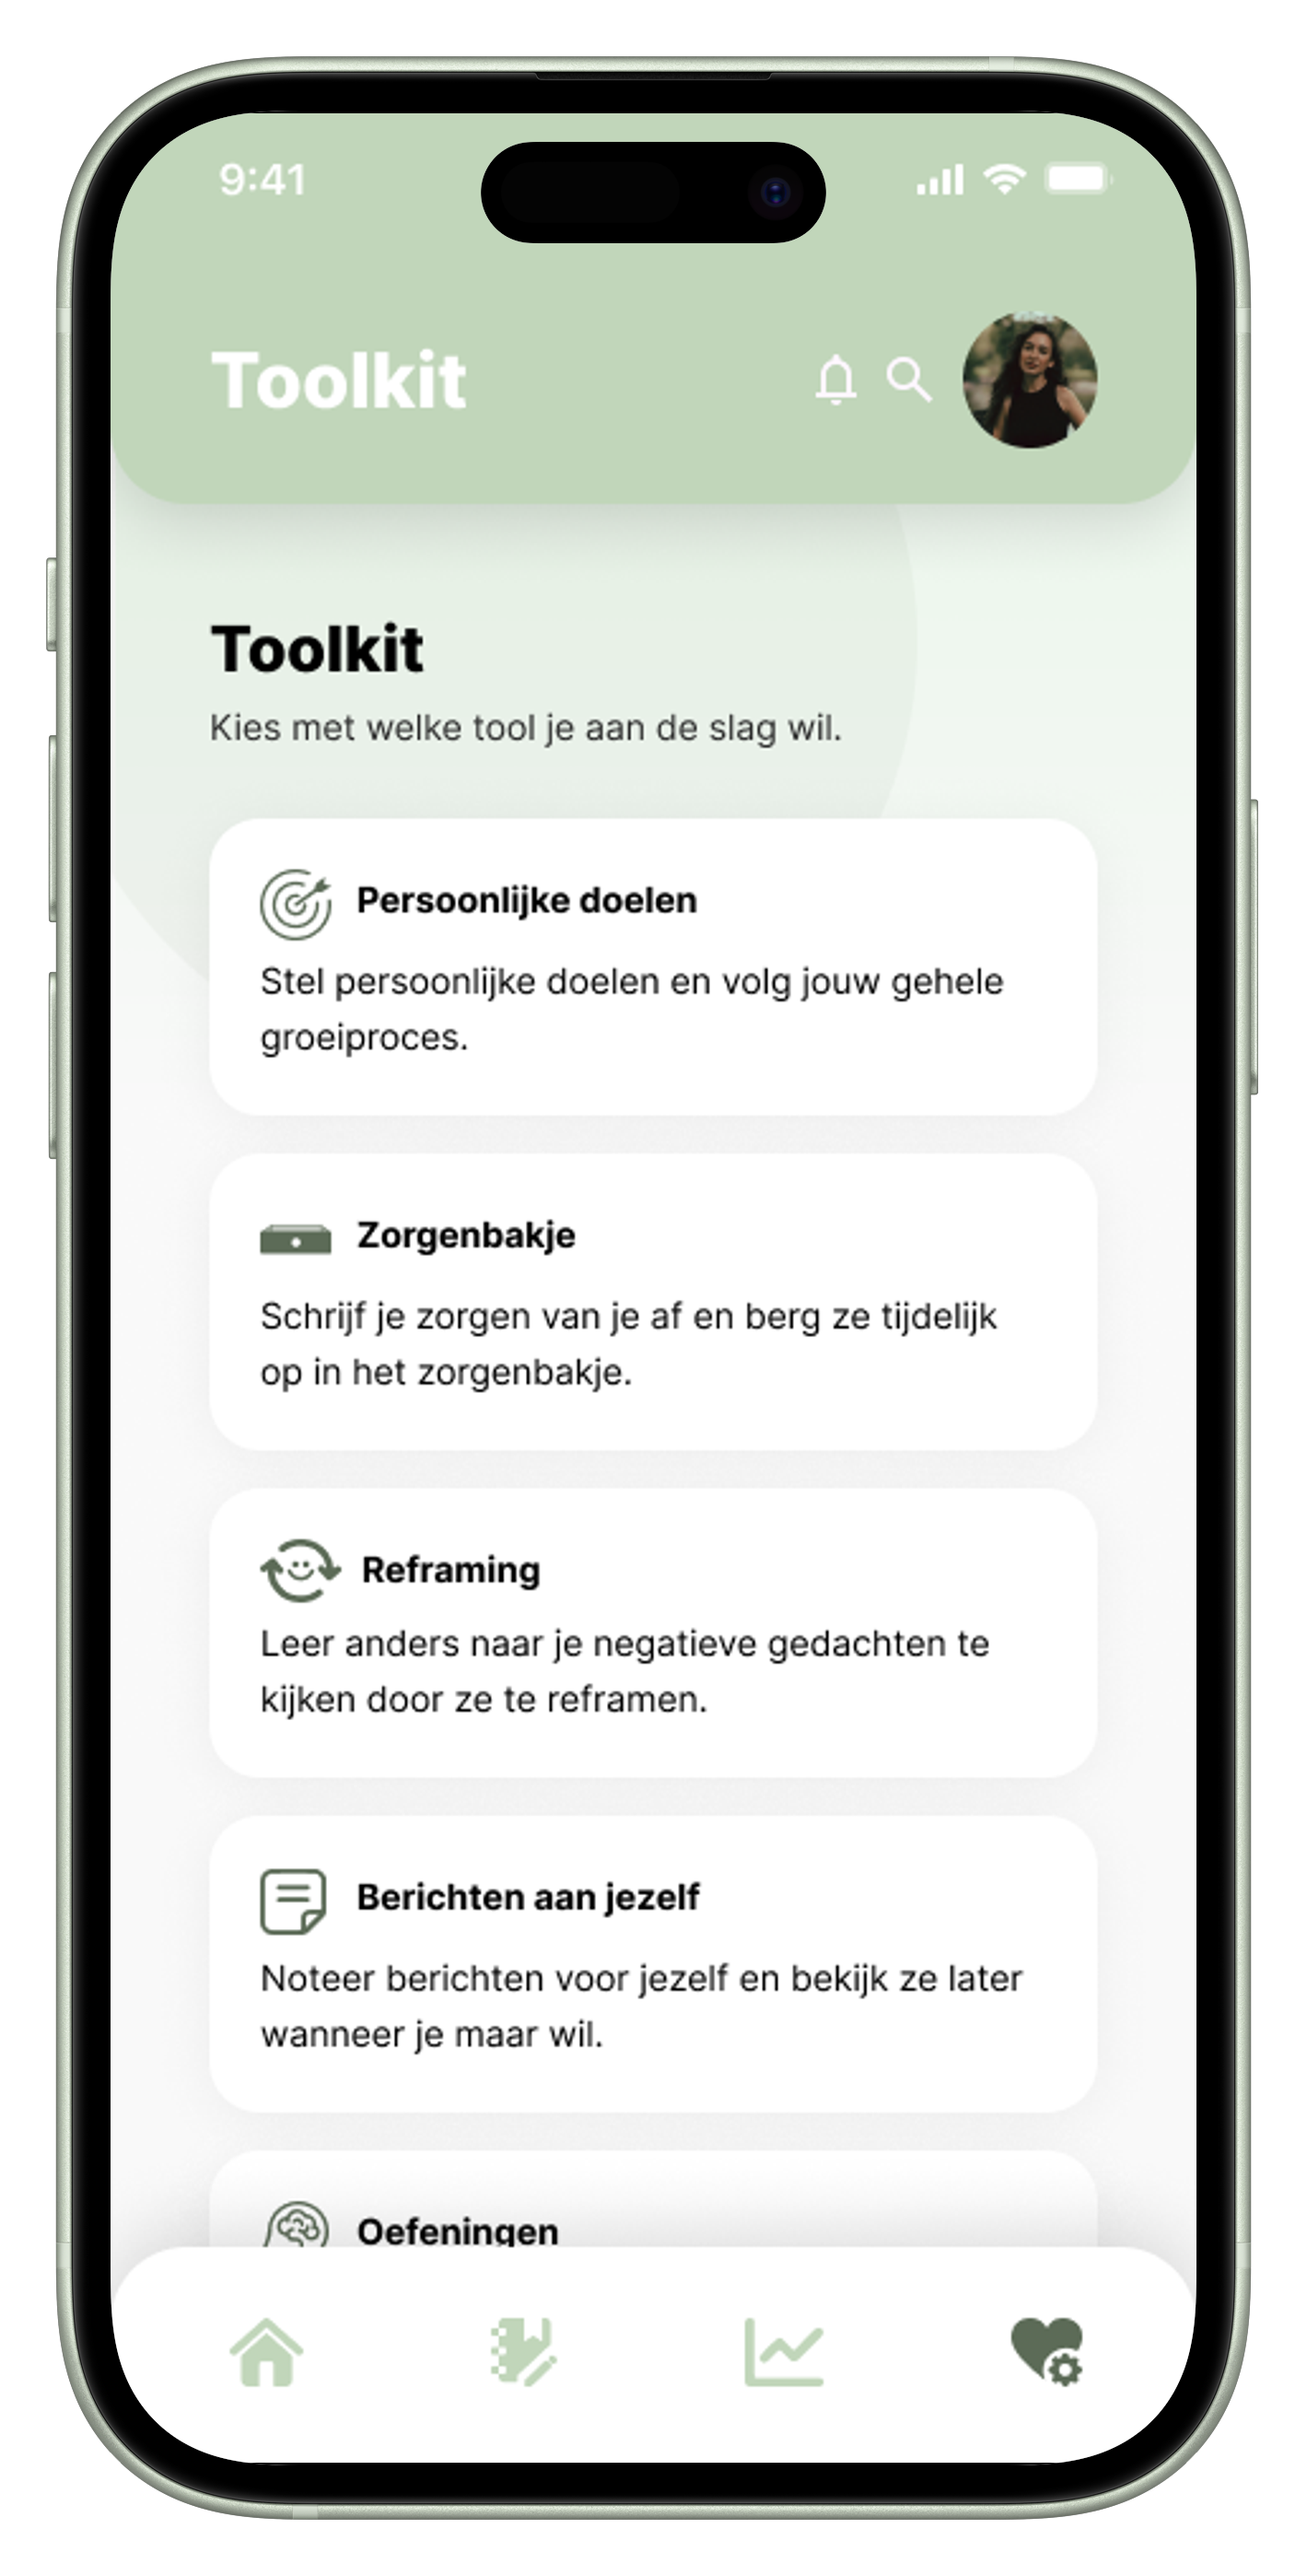 9:41
Toolkit
Toolkit
Kies met welke tool je aan de slag wil.
Persoonlijke doelen
Stel persoonlijke doelen en volg jouw gehele
groeiproces.
Zorgenbakje
Schrijf je zorgen van je af en berg ze tijdelijk
op in het zorgenbakje.
Reframing
Leer anders naar je negatieve gedachten te
kijken door ze te reframen.
Berichten aan jezelf
Noteer berichten voor jezelf en bekijk ze later
wanneer je maar wil.
Oefeningen